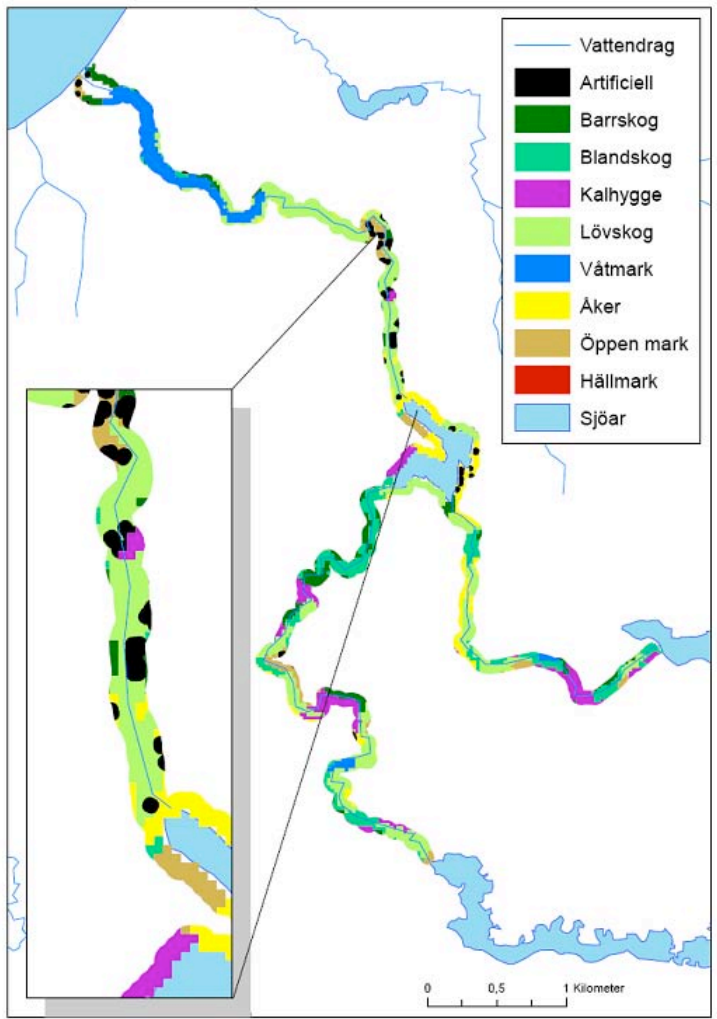 Vattendrag
Artificiell
Barrskog
Blandskog
Kalhygge
Lövskog
Våtmark
Åker
Öppen mark
Hällmark
Sjöar
0 0,5 1 Kilometer